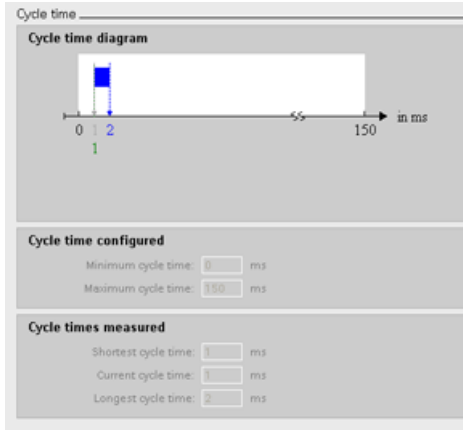 Cycle time
Cycle time diagram
0 1 2 150 in ms
1
Cycle time configured
Minimum cycle time: 0 ms
Maximum cycle time: 150 ms
Cycle times measured
Shortest cycle time: 1 ms
Current cycle time: 1 ms
Longest cycle time: 2 ms